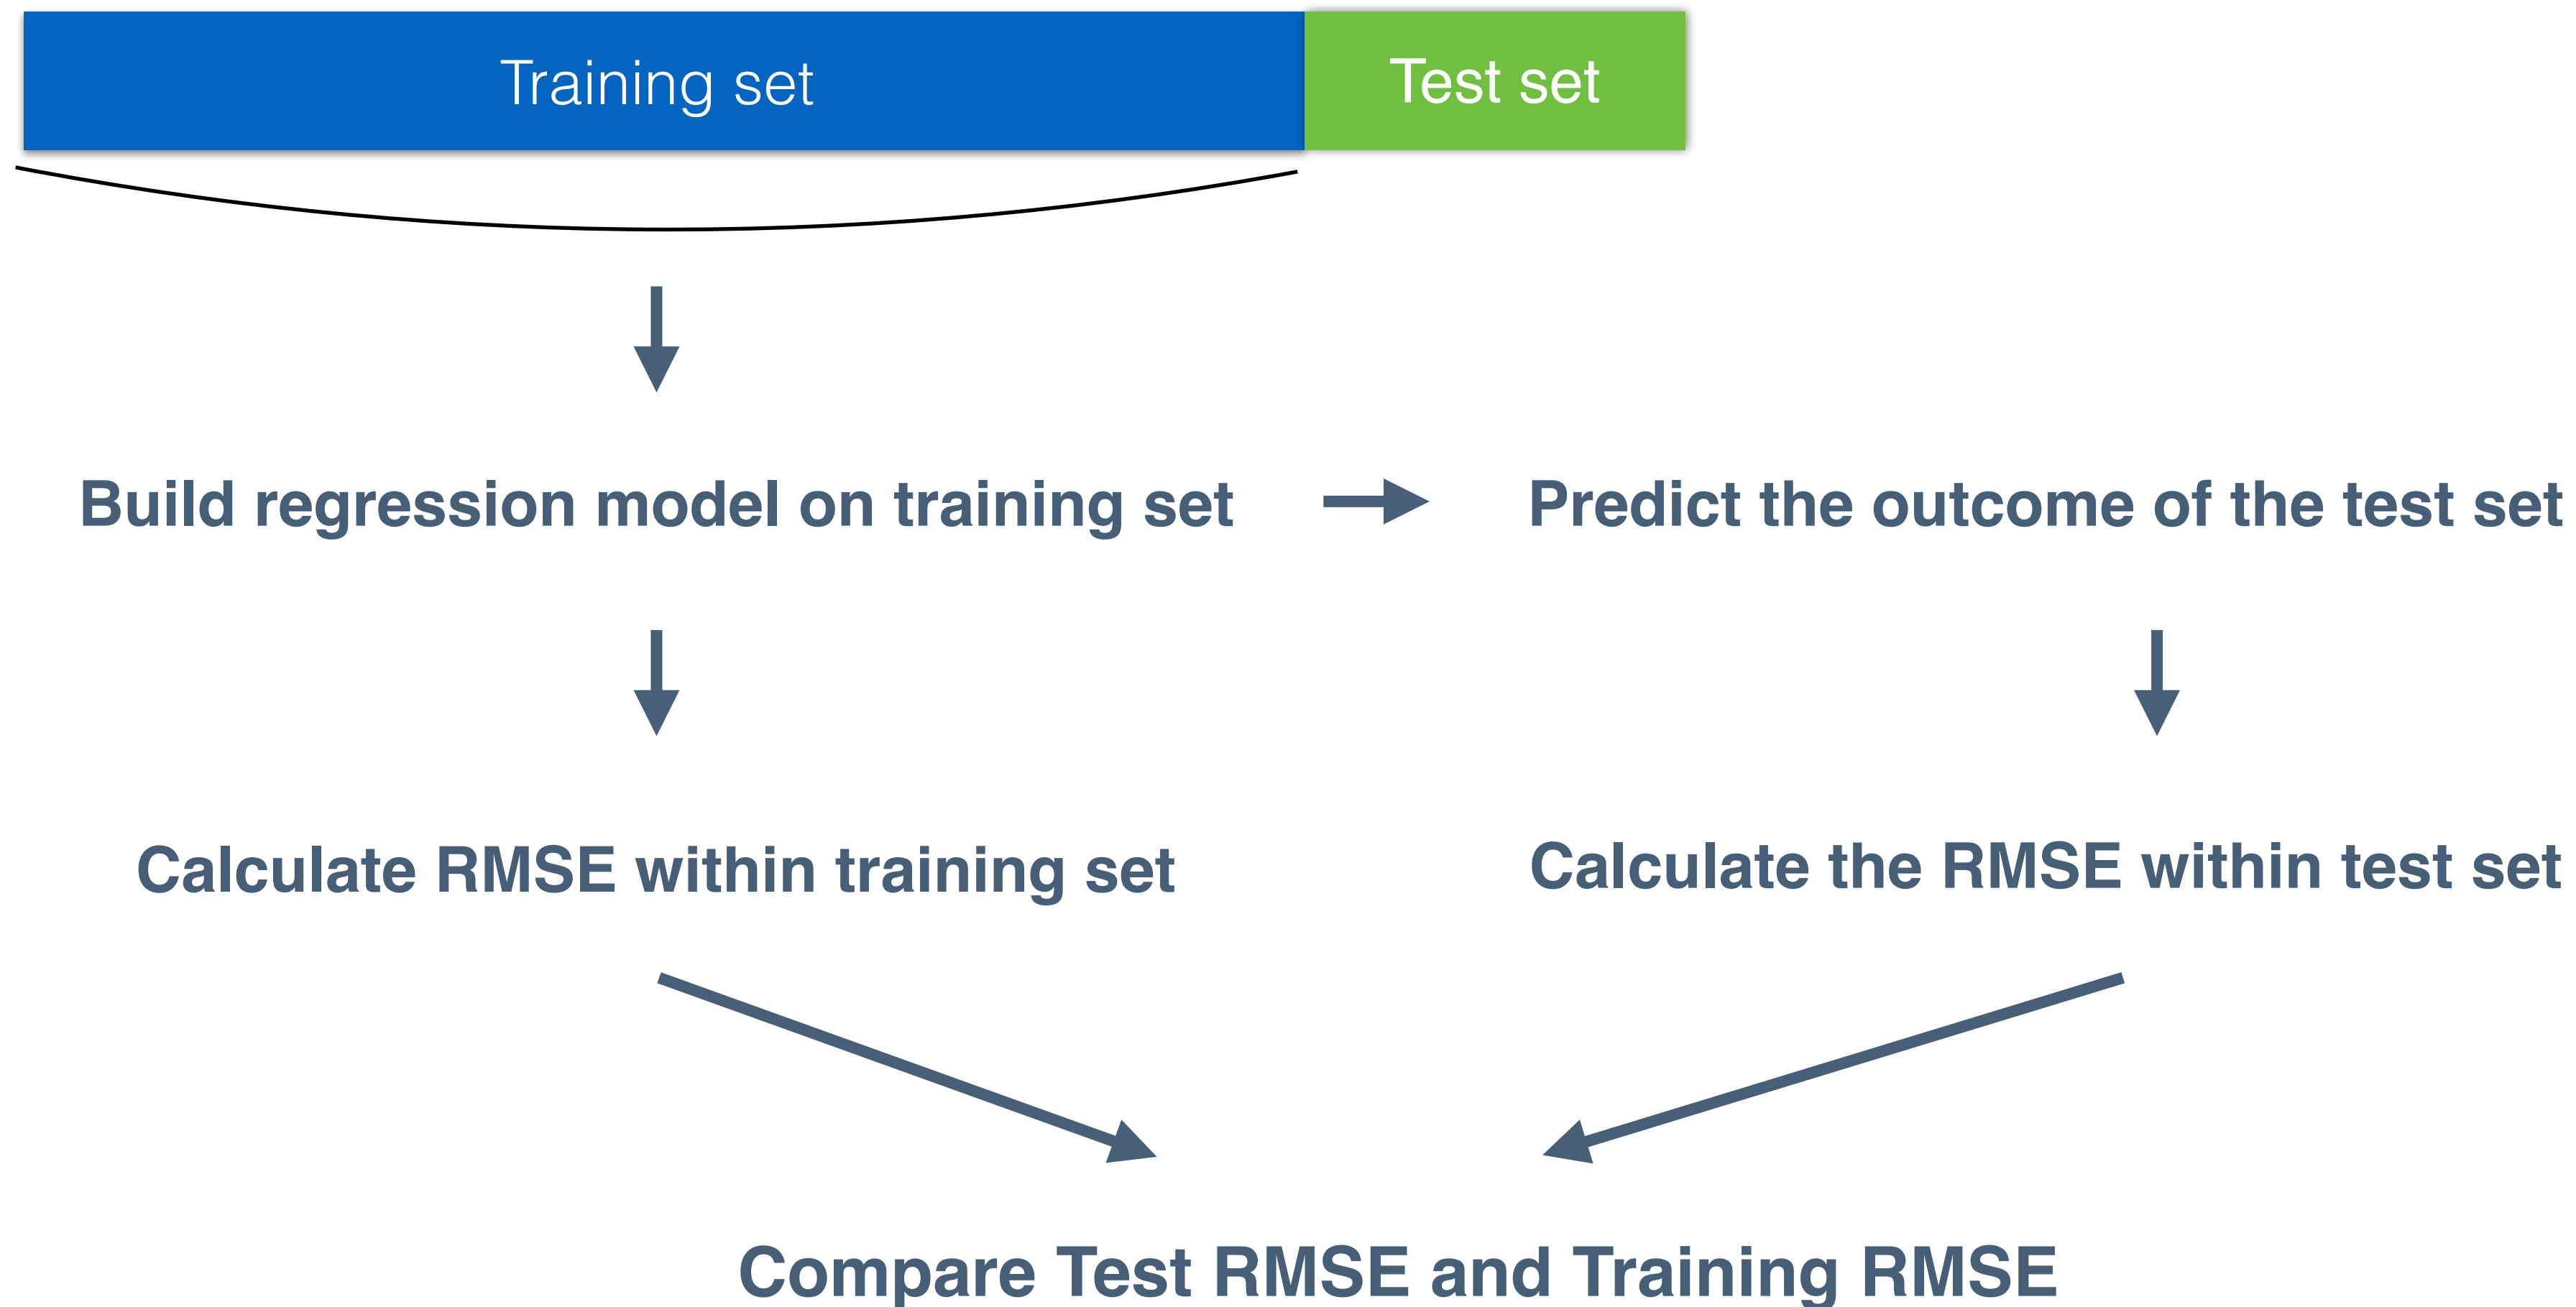 Training set
Test set
Build regression model on training set
Predict the outcome of the test set
Calculate RMSE within training set
Calculate the RMSE within test set
Compare Test RMSE and Training RMSE